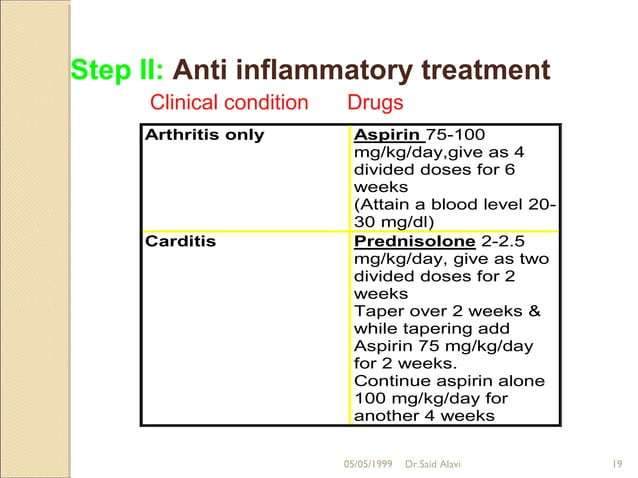 Step II: Anti inflammatory treatment
Clinical condition Drugs
Arthritis only
Aspirin 75-100
mg/kg/day,give as 4
divided doses for 6
weeks
(Attain a blood level 20-
30 mg/dl)
Carditis
Prednisolone 2-2.5
mg/kg/day, give as two
divided doses for 2
weeks
Taper over 2 weeks &
while tapering add
Aspirin 75 mg/kg/day
for 2 weeks.
Continue aspirin alone
100 mg/kg/day for
another 4 weeks
05/05/1999 Dr.Said Alavi 19